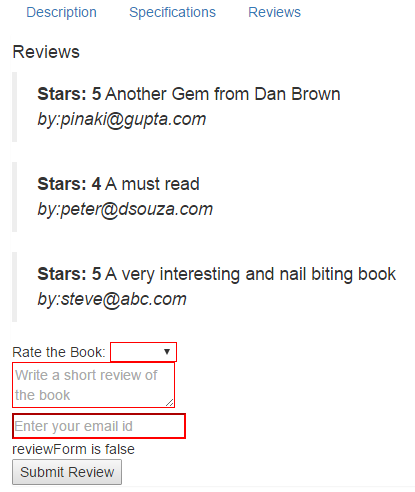 Description Specifications Reviews
Reviews
Stars: 5 Another Gem from Dan Brown
by:pinaki@gupta.com
Stars: 4 A must read
by:peter@dsouza.com
Stars: 5 A very interesting and nail biting book
by:steve@abc.com
Rate the Book:
Write a short review of
the book
Enter your email id
reviewForm is false
Submit Review